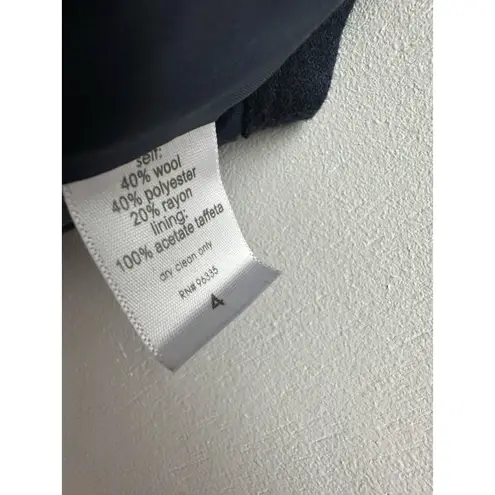 self:
40% wool
40% polyester
20% rayon
lining:
100% acetate taffeta
dry clean only
RN# 96335
4